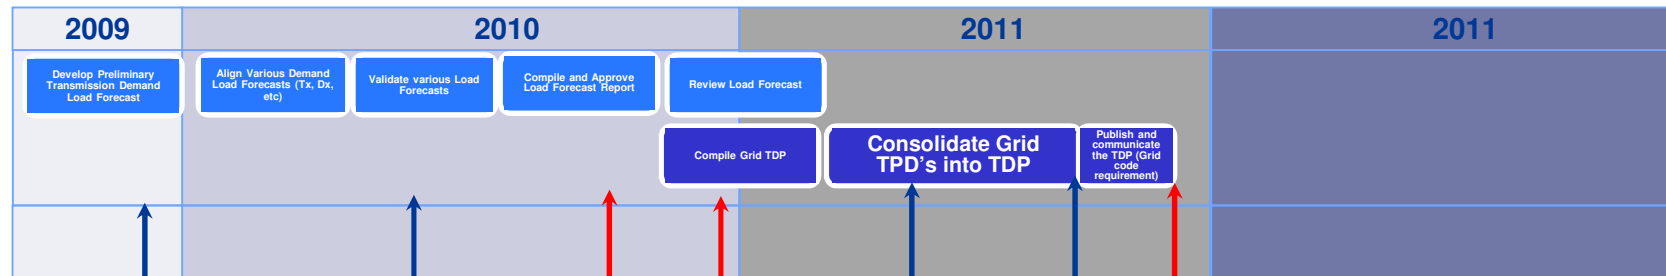 2009
2010
2011
2011
Develop Preliminary
Transmission Demand
Load Forecast
Align Various Demand
Load Forecasts (Tx, Dx,
etc)
Validate various Load
Forecasts
Compile and Approve
Load Forecast Report
Review Load Forecast
Compile Grid TDP
Consolidate Grid
TPD's into TDP
Publish and
communicate
the TDP (Grid
code
requirement)